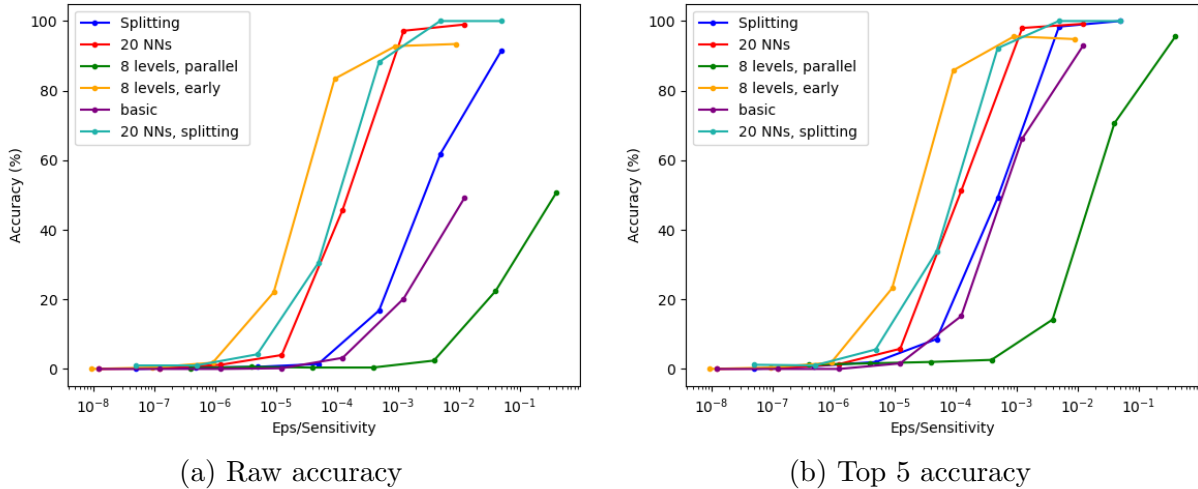 100
80
60
40
20
0
Accuracy (%)
Splitting
20 NNs
8 levels, parallel
8 levels, early
basic
20 NNs, splitting
10⁻⁸ 10⁻⁷ 10⁻⁶ 10⁻⁵ 10⁻⁴ 10⁻³ 10⁻² 10⁻¹
Eps/Sensitivity
(a) Raw accuracy
100
80
60
40
20
0
Accuracy (%)
Splitting
20 NNs
8 levels, parallel
8 levels, early
basic
20 NNs, splitting
10⁻⁸ 10⁻⁷ 10⁻⁶ 10⁻⁵ 10⁻⁴ 10⁻³ 10⁻² 10⁻¹
Eps/Sensitivity
(b) Top 5 accuracy